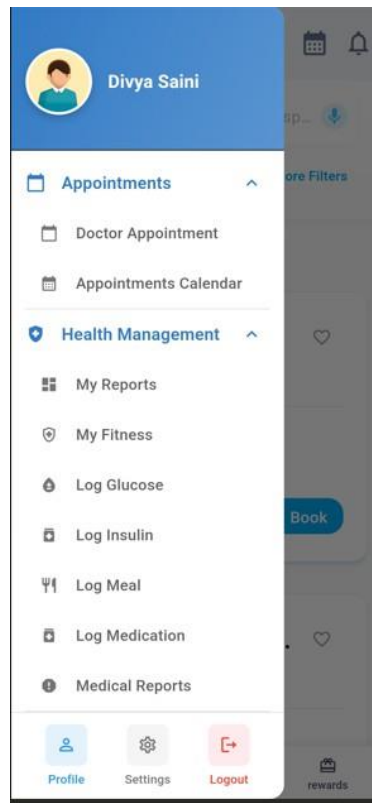 Divya Saini
sp...
Appointments
ore Filters
Doctor Appointment
Appointments Calendar
Health Management
My Reports
My Fitness
Log Glucose
Book
Log Insulin
Log Meal
Log Medication
Medical Reports
Profile
Settings
Logout
rewards